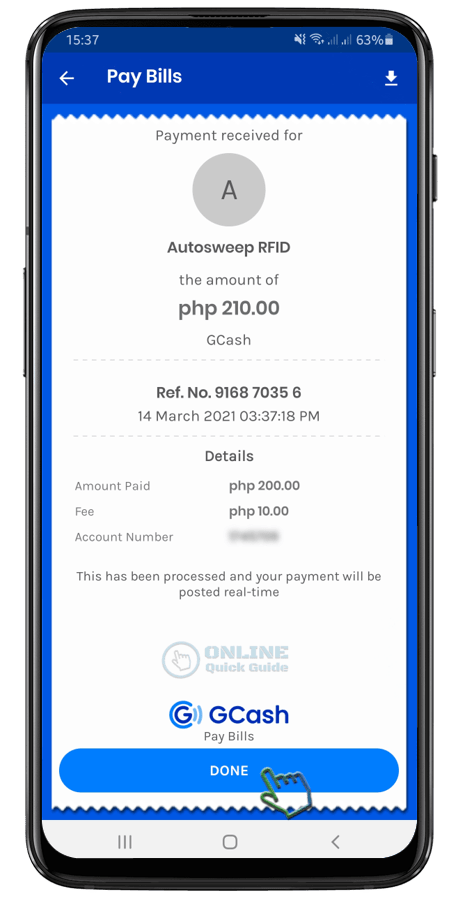 15:37 63%
Pay Bills
Payment received for
A
Autosweep RFID
the amount of
php 210.00
GCash
Ref. No. 9168 7035 6
14 March 2021 03:37:18 PM
Details
Amount Paid php 200.00
Fee php 10.00
Account Number
This has been processed and your payment will be
posted real-time
ONLINE
Quick Guide
GCash
Pay Bills
DONE